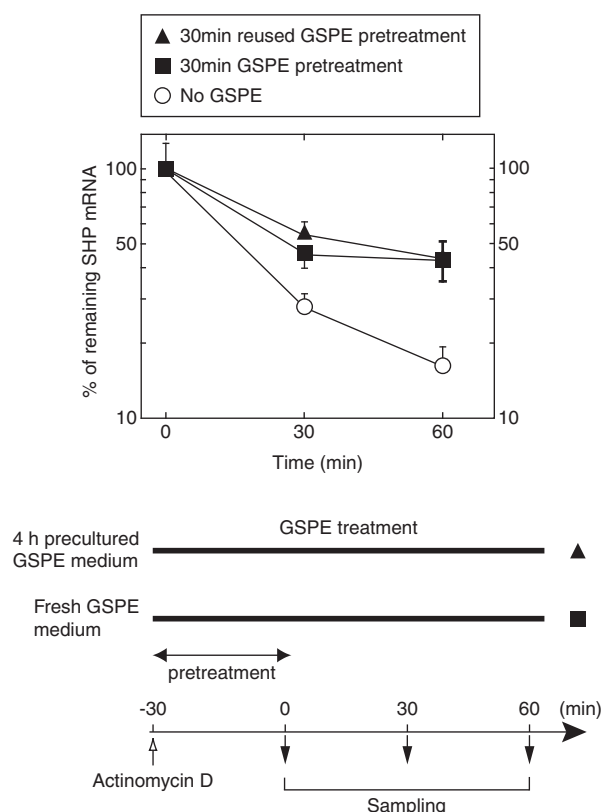 ▲ 30min reused GSPE pretreatment
■ 30min GSPE pretreatment
○ No GSPE
% of remaining SHP mRNA
100 100
50 50
10 10
0 30 60
Time (min)
GSPE treatment
4 h precultured
GSPE medium
Fresh GSPE
medium
pretreatment
-30 0 30 60 (min)
Actinomycin D
Sampling